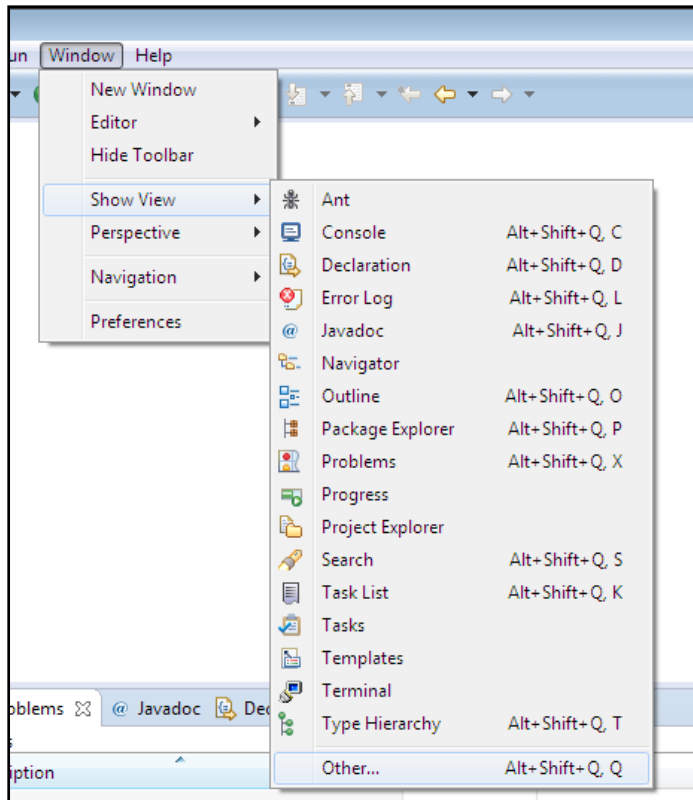 un Window Help
New Window
Editor
Hide Toolbar
Show View
Perspective
Navigation
Preferences
Ant
Console Alt+Shift+Q, C
Declaration Alt+Shift+Q, D
Error Log Alt+Shift+Q, L
Javadoc Alt+Shift+Q, J
Navigator
Outline Alt+Shift+Q, O
Package Explorer Alt+Shift+Q, P
Problems Alt+Shift+Q, X
Progress
Project Explorer
Search Alt+Shift+Q, S
Task List Alt+Shift+Q, K
Tasks
Templates
Terminal
Type Hierarchy Alt+Shift+Q, T
Other... Alt+Shift+Q, Q
oblems @ Javadoc Dec
iption